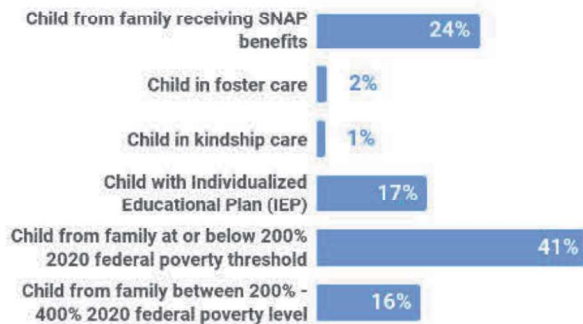 Child from family receiving SNAP
benefits
24%
Child in foster care
2%
Child in kindship care
1%
Child with Individualized
Educational Plan (IEP)
17%
Child from family at or below 200%
2020 federal poverty threshold
41%
Child from family between 200% -
400% 2020 federal poverty level
16%